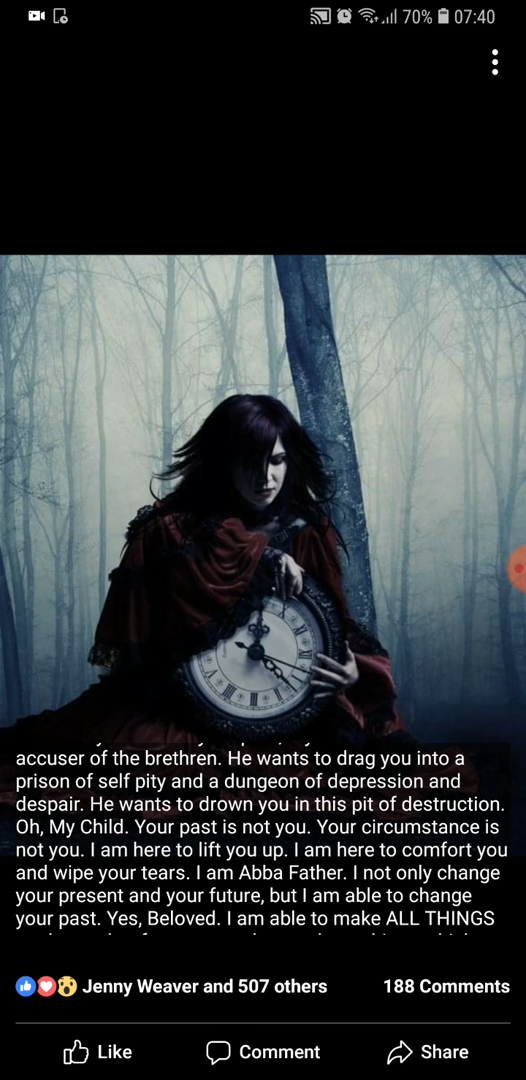 70% 07:40
accuser of the brethren. He wants to drag you into a
prison of self pity and a dungeon of depression and
despair. He wants to drown you in this pit of destruction.
Oh, My Child. Your past is not you. Your circumstance is
not you. I am here to lift you up. I am here to comfort you
and wipe your tears. I am Abba Father. I not only change
your present and your future, but I am able to change
your past. Yes, Beloved. I am able to make ALL THINGS
Jenny Weaver and 507 others 188 Comments
Like Comment Share